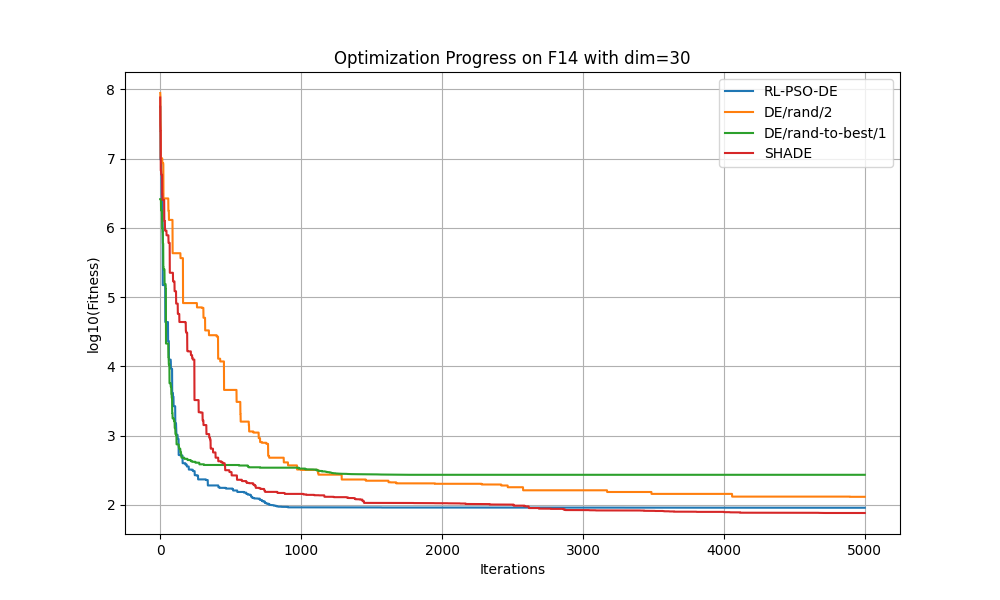 Optimization Progress on F14 with dim=30
RL-PSO-DE
DE/rand/2
DE/rand-to-best/1
SHADE
log10(Fitness)
8
7
6
5
4
3
2
0
1000
2000
3000
4000
5000
Iterations